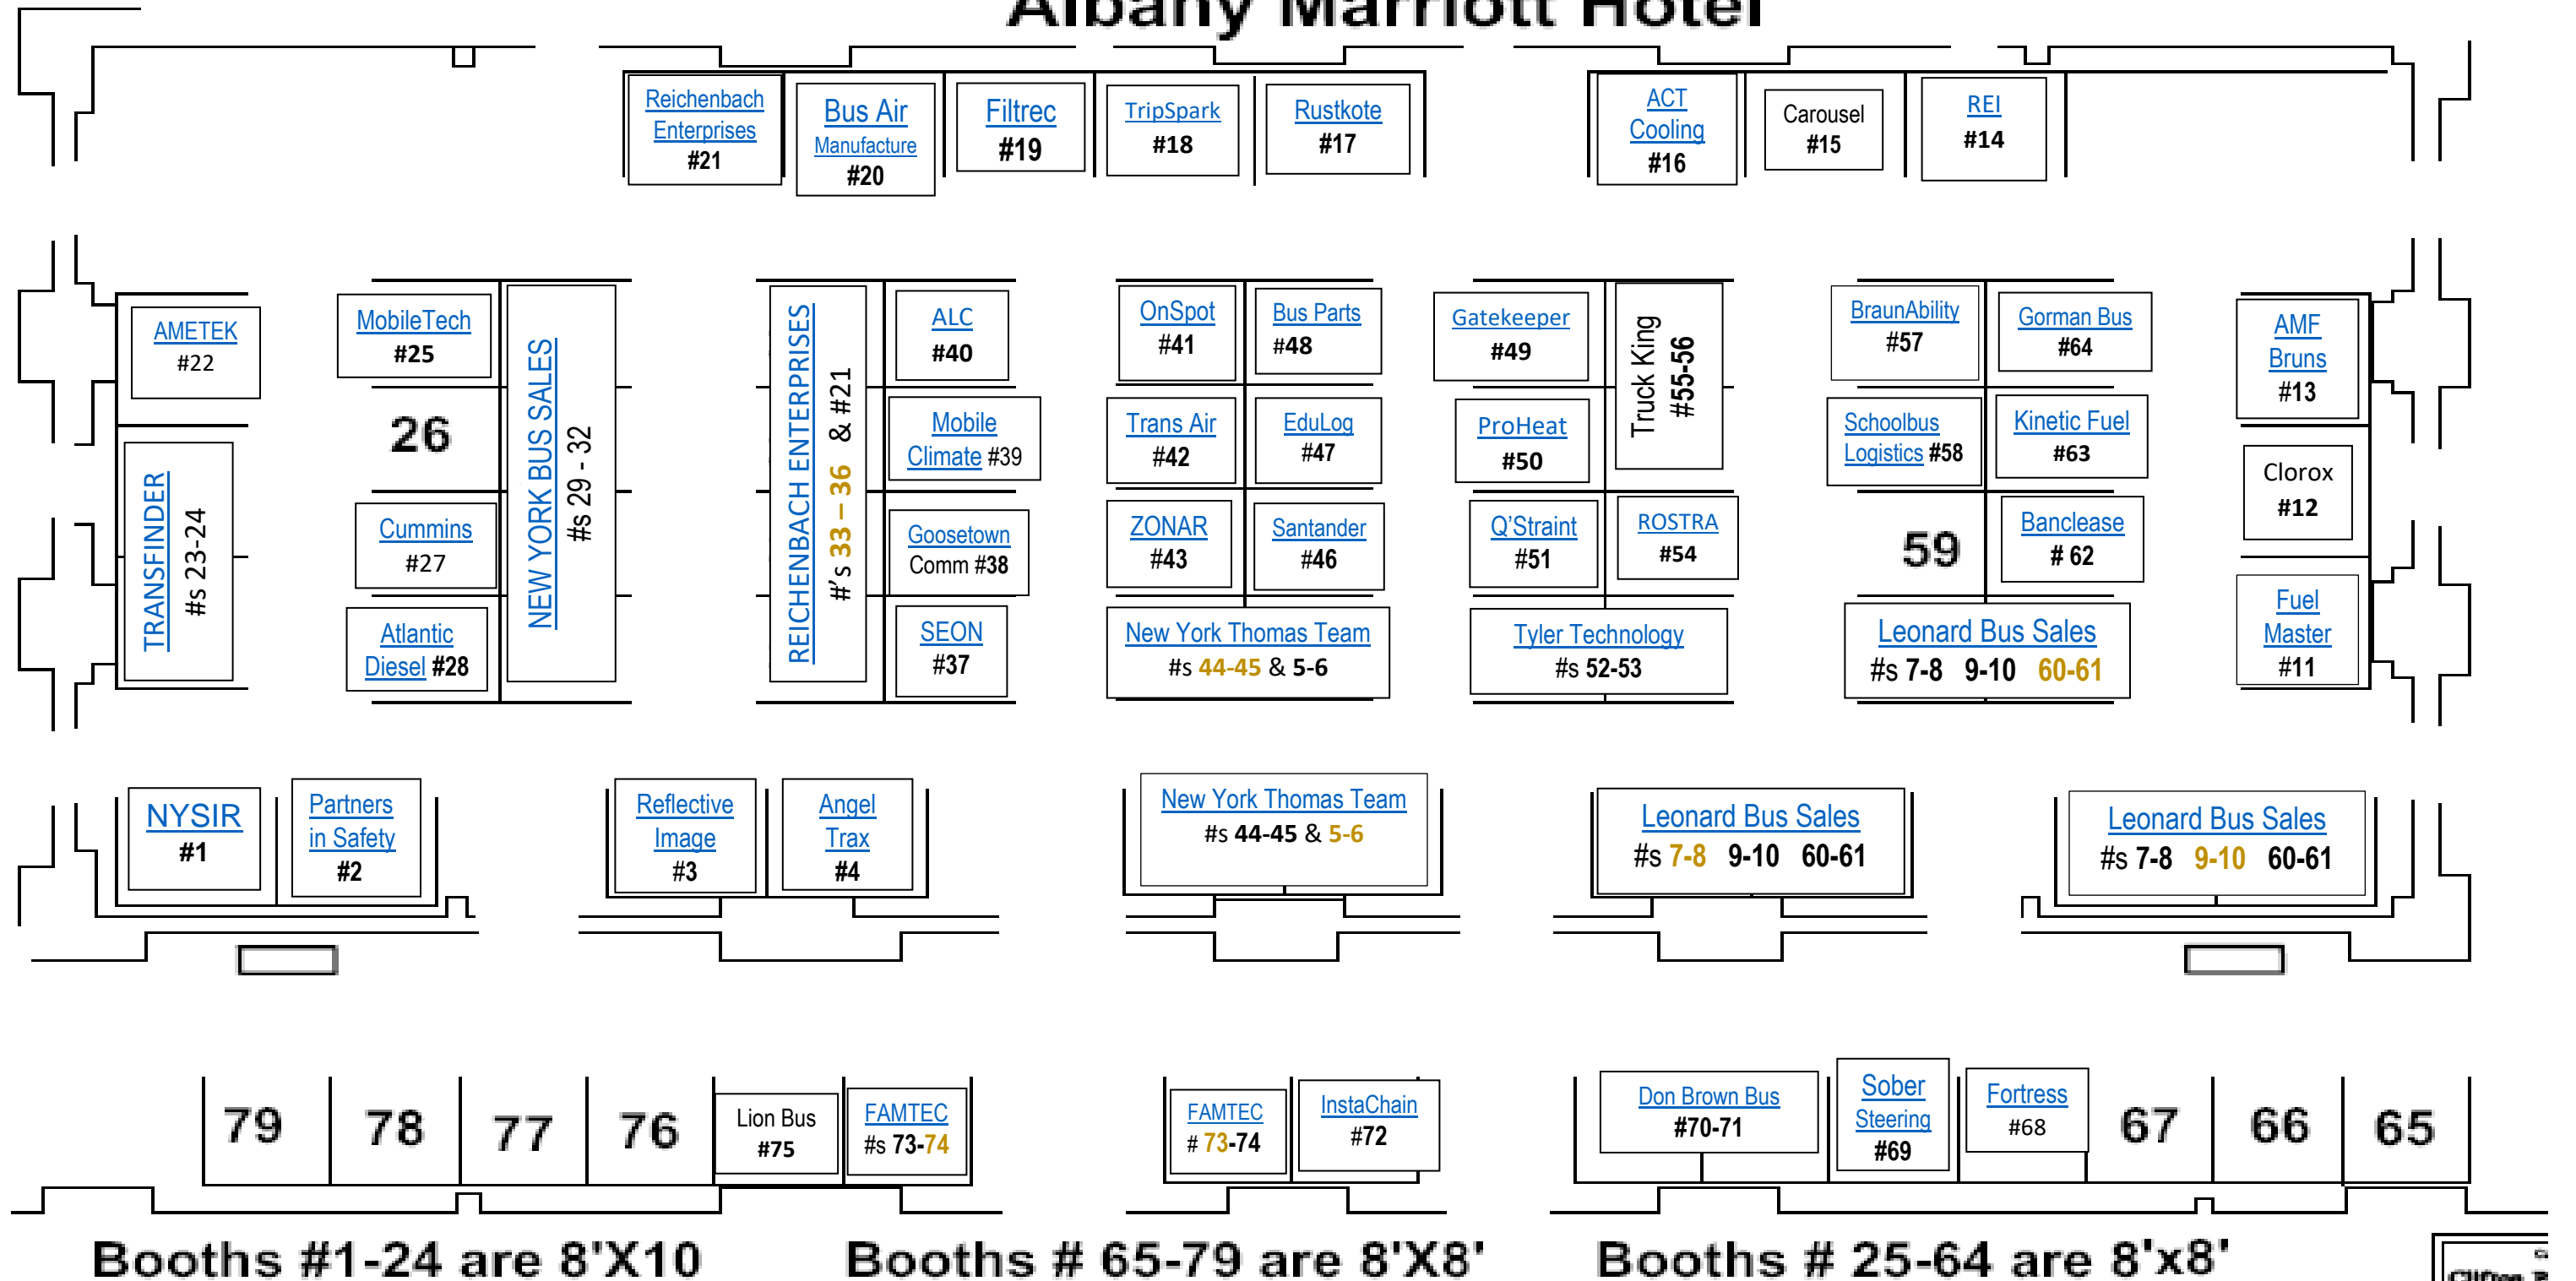 Albany Marriott Hotel
Reichenbach
Enterprises
#21
Bus Air
Manufacture
#20
Filtrec
#19
TripSpark
#18
Rustkote
#17
ACT
Cooling
#16
Carousel
#15
REI
#14
AMETEK
#22
TRANSFINDER
#s 23-24
MobileTech
#25
26
Cummins
#27
Atlantic
Diesel #28
NEW YORK BUS SALES
#s 29 - 32
REICHENBACH ENTERPRISES
#'s 33 – 36 & #21
ALC
#40
Mobile
Climate #39
Goosetown
Comm #38
SEON
#37
OnSpot
#41
Bus Parts
#48
Trans Air
#42
EduLog
#47
ZONAR
#43
Santander
#46
New York Thomas Team
#s 44-45 & 5-6
Gatekeeper
#49
Truck King
#55-56
ProHeat
#50
Q'Straint
#51
ROSTRA
#54
Tyler Technology
#s 52-53
BraunAbility
#57
Gorman Bus
#64
Schoolbus
Logistics #58
Kinetic Fuel
#63
59
Banclease
# 62
Leonard Bus Sales
#s 7-8 9-10 60-61
AMF
Bruns
#13
Clorox
#12
Fuel
Master
#11
NYSIR
#1
Partners
in Safety
#2
Reflective
Image
#3
Angel
Trax
#4
New York Thomas Team
#s 44-45 & 5-6
Leonard Bus Sales
#s 7-8 9-10 60-61
Leonard Bus Sales
#s 7-8 9-10 60-61
79
78
77
76
Lion Bus
#75
FAMTEC
#s 73-74
FAMTEC
# 73-74
InstaChain
#72
Don Brown Bus
#70-71
Sober
Steering
#69
Fortress
#68
67
66
65
Booths #1-24 are 8'X10
Booths # 65-79 are 8'X8'
Booths # 25-64 are 8'x8'